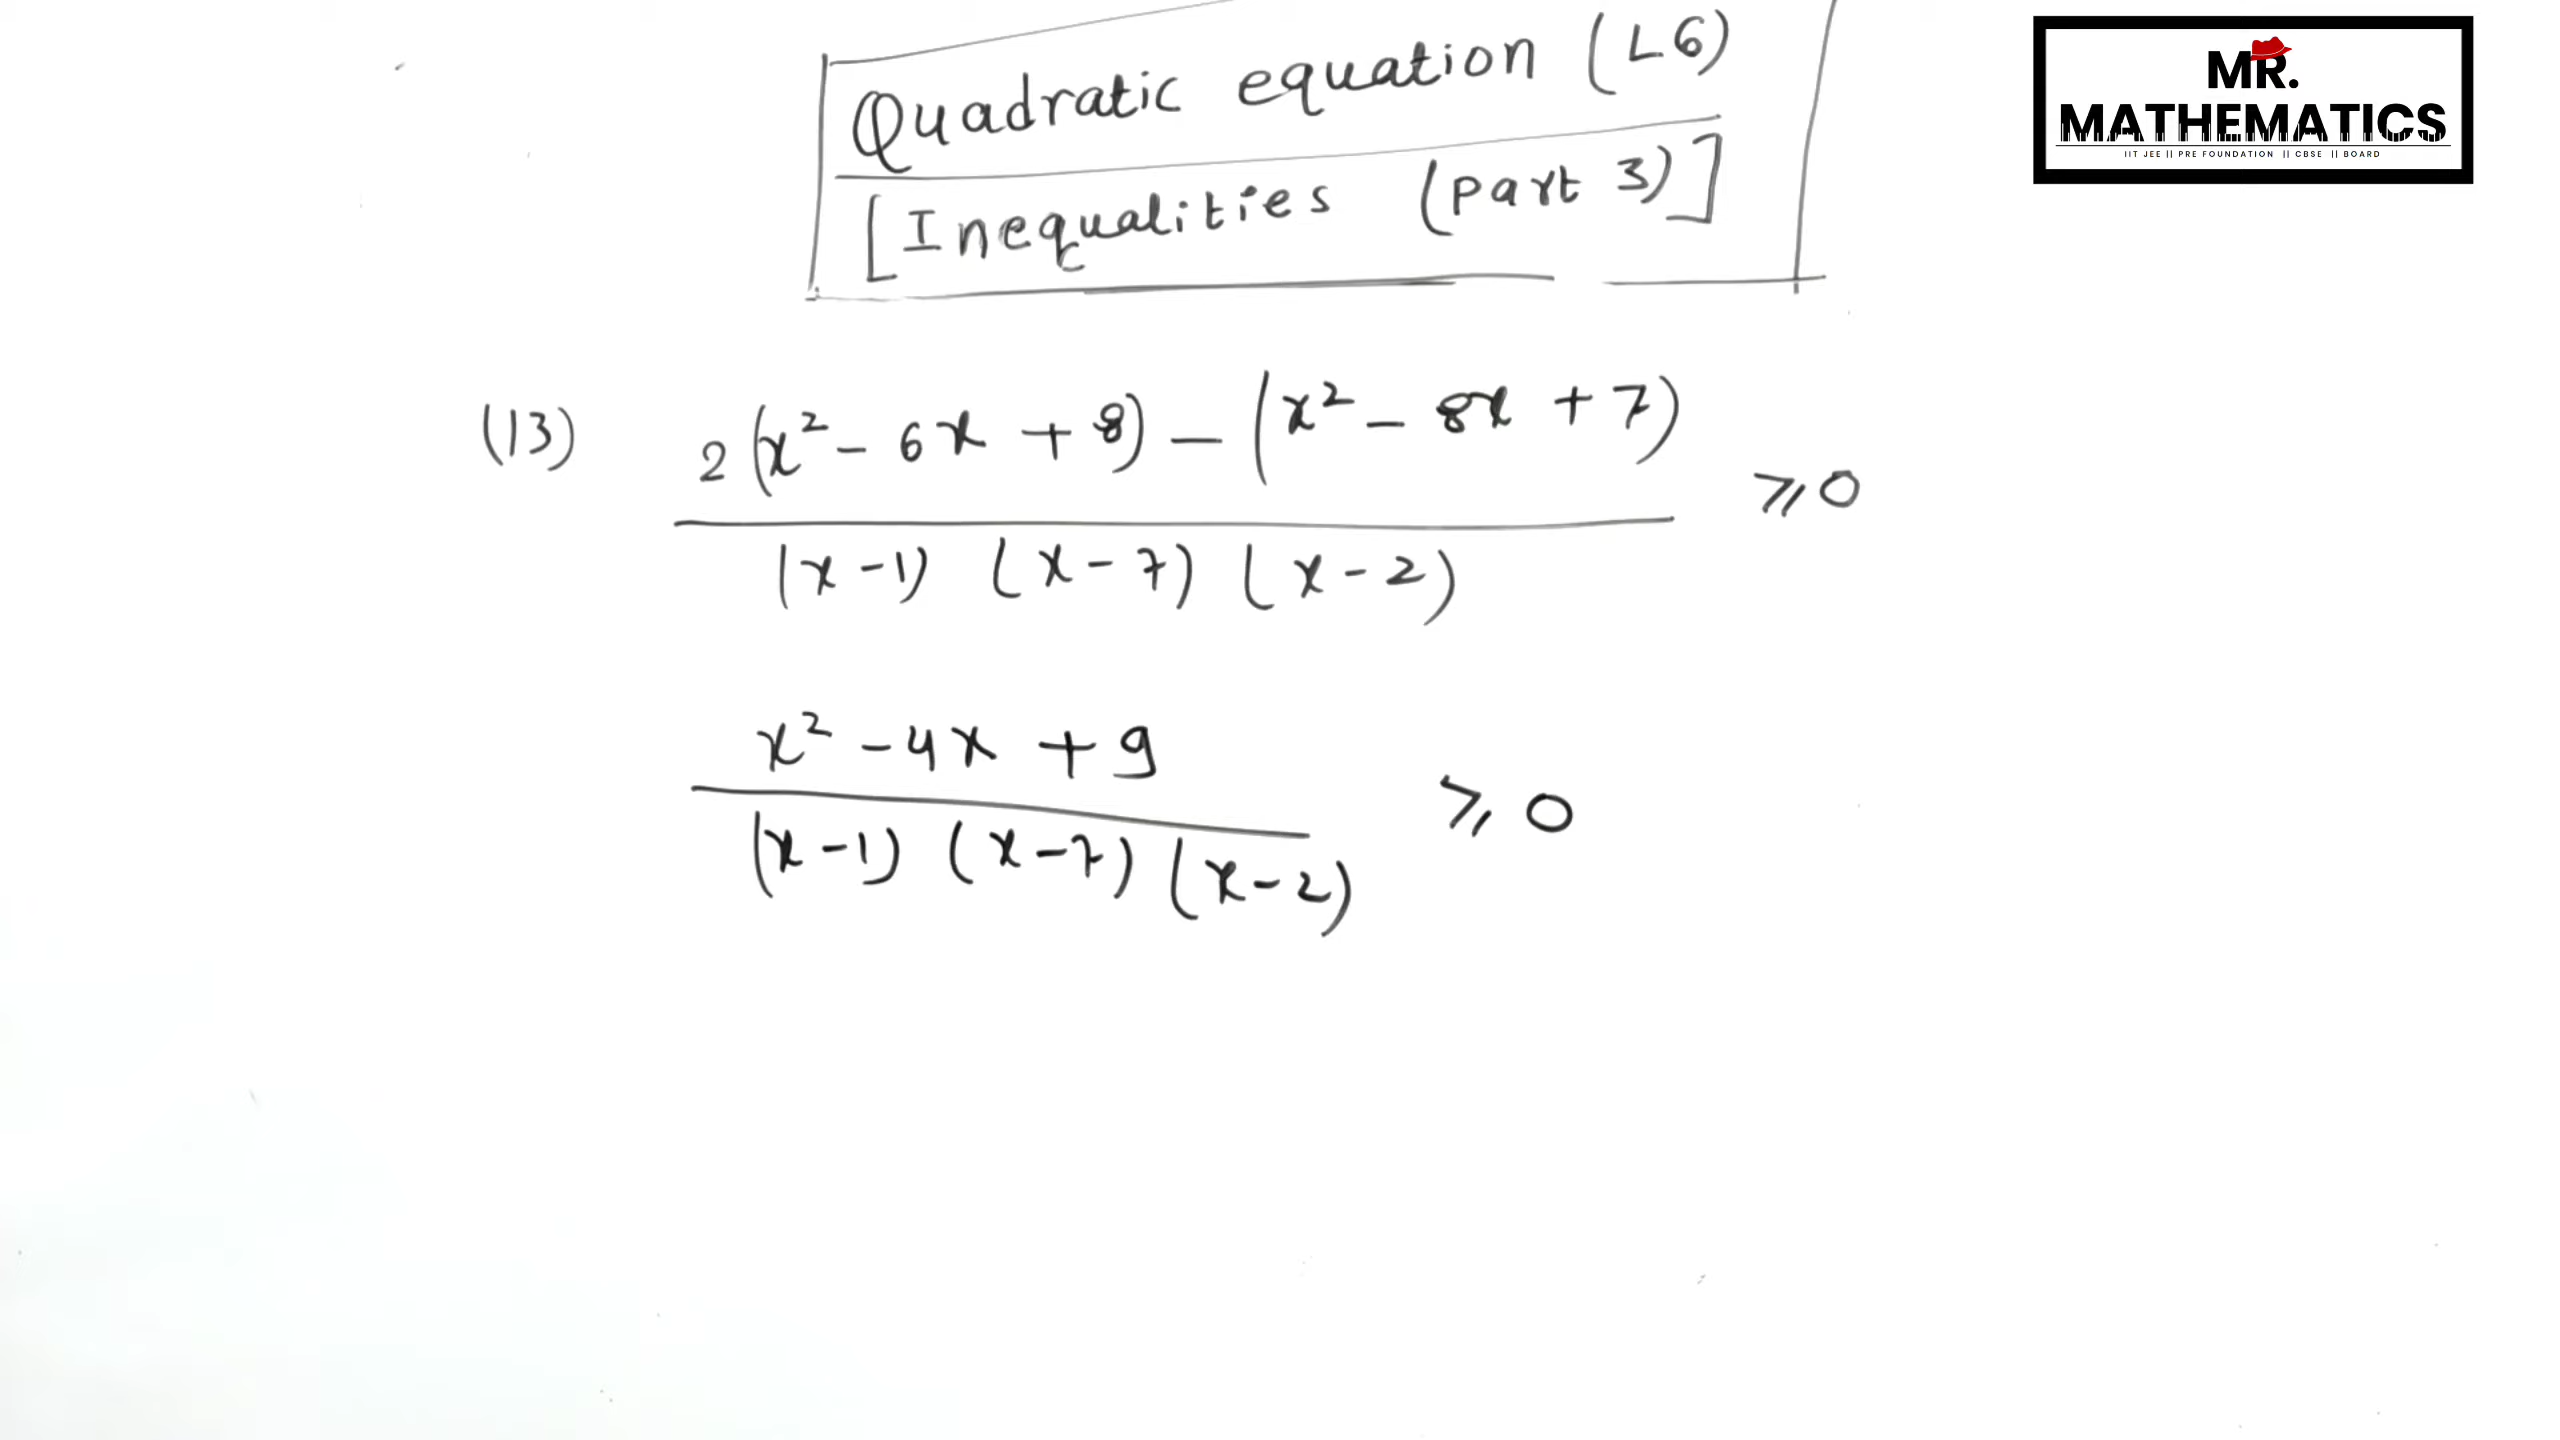 Quadratic equation (L6)
[Inequalities (part 3)]
MR.
MATHEMATICS
IIT JEE || PRE FOUNDATION || CBSE || BOARD
(13) 2(x² - 6x + 8) - (x² - 8x + 7)
⩾ 0
(x-1) (x-7) (x-2)
x² - 4x + 9
⩾ 0
(x-1) (x-7) (x-2)